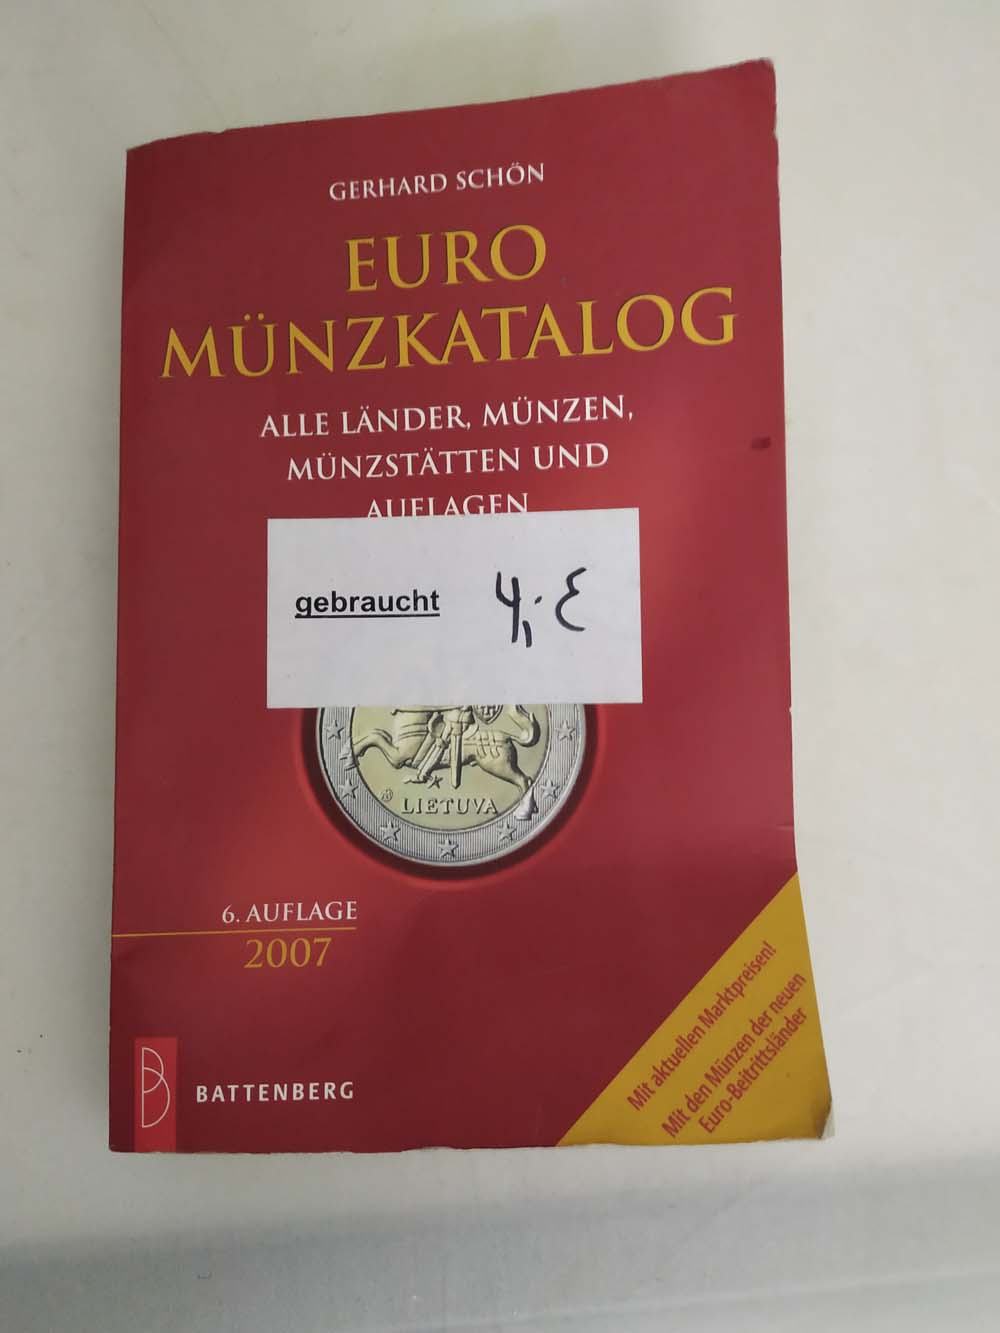 GERHARD SCHÖN
EURO
MÜNZKATALOG
ALLE LÄNDER, MÜNZEN,
MÜNZSTÄTTEN UND
AUFLAGEN
gebraucht 4,- €
LIETUVA
6. AUFLAGE
2007
Mit aktuellen Marktpreisen!
Mit den Münzen der neuen
Euro-Beitrittsländer
BATTENBERG